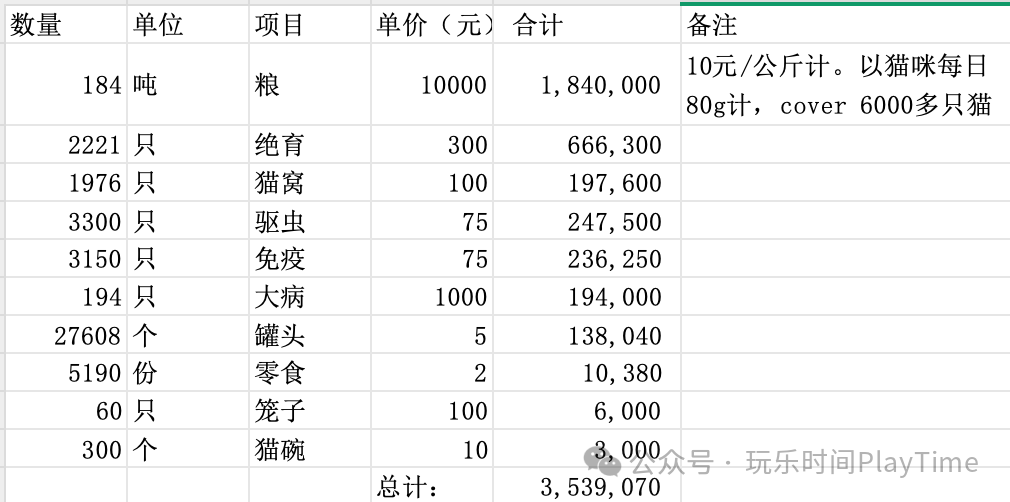 数量 单位 项目 单价（元） 合计 备注
184 吨 粮 10000 1,840,000 10元/公斤计。以猫咪每日
80g计，cover 6000多只猫
2221 只 绝育 300 666,300
1976 只 猫窝 100 197,600
3300 只 驱虫 75 247,500
3150 只 免疫 75 236,250
194 只 大病 1000 194,000
27608 个 罐头 5 138,040
5190 份 零食 2 10,380
60 只 笼子 100 6,000
300 个 猫碗 10 3,000
公众号 · 玩乐时间PlayTime
总计： 3,539,070